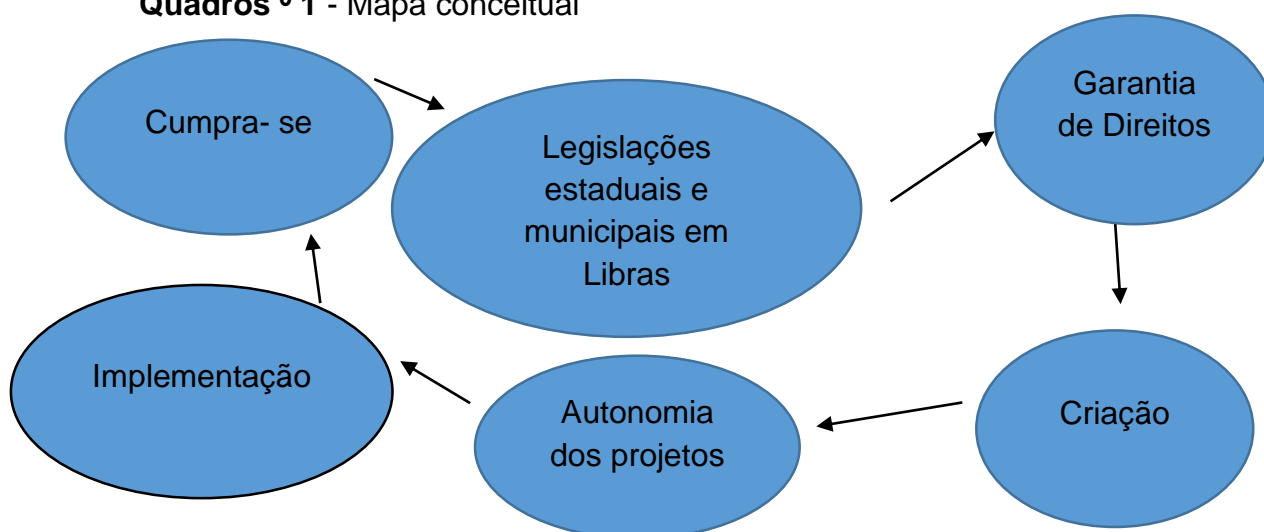 Quadros º 1 - Mapa conceitual
Cumpra- se
Legislações
estaduais e
municipais em
Libras
Garantia
de Direitos
Criação
Autonomia
dos projetos
Implementação